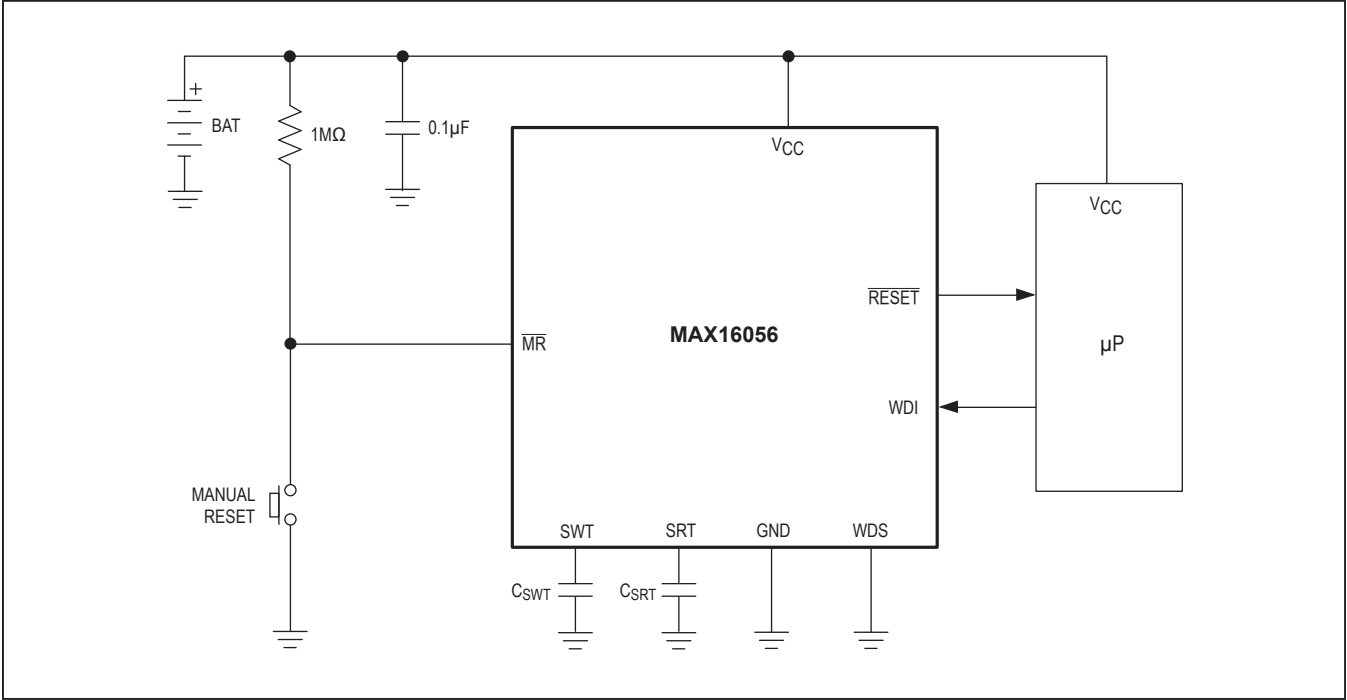 +
BAT
1MΩ
0.1µF
VCC
VCC
RESET
MAX16056
MR
µP
WDI
MANUAL
RESET
SWT
SRT
GND
WDS
CSWT
CSRT